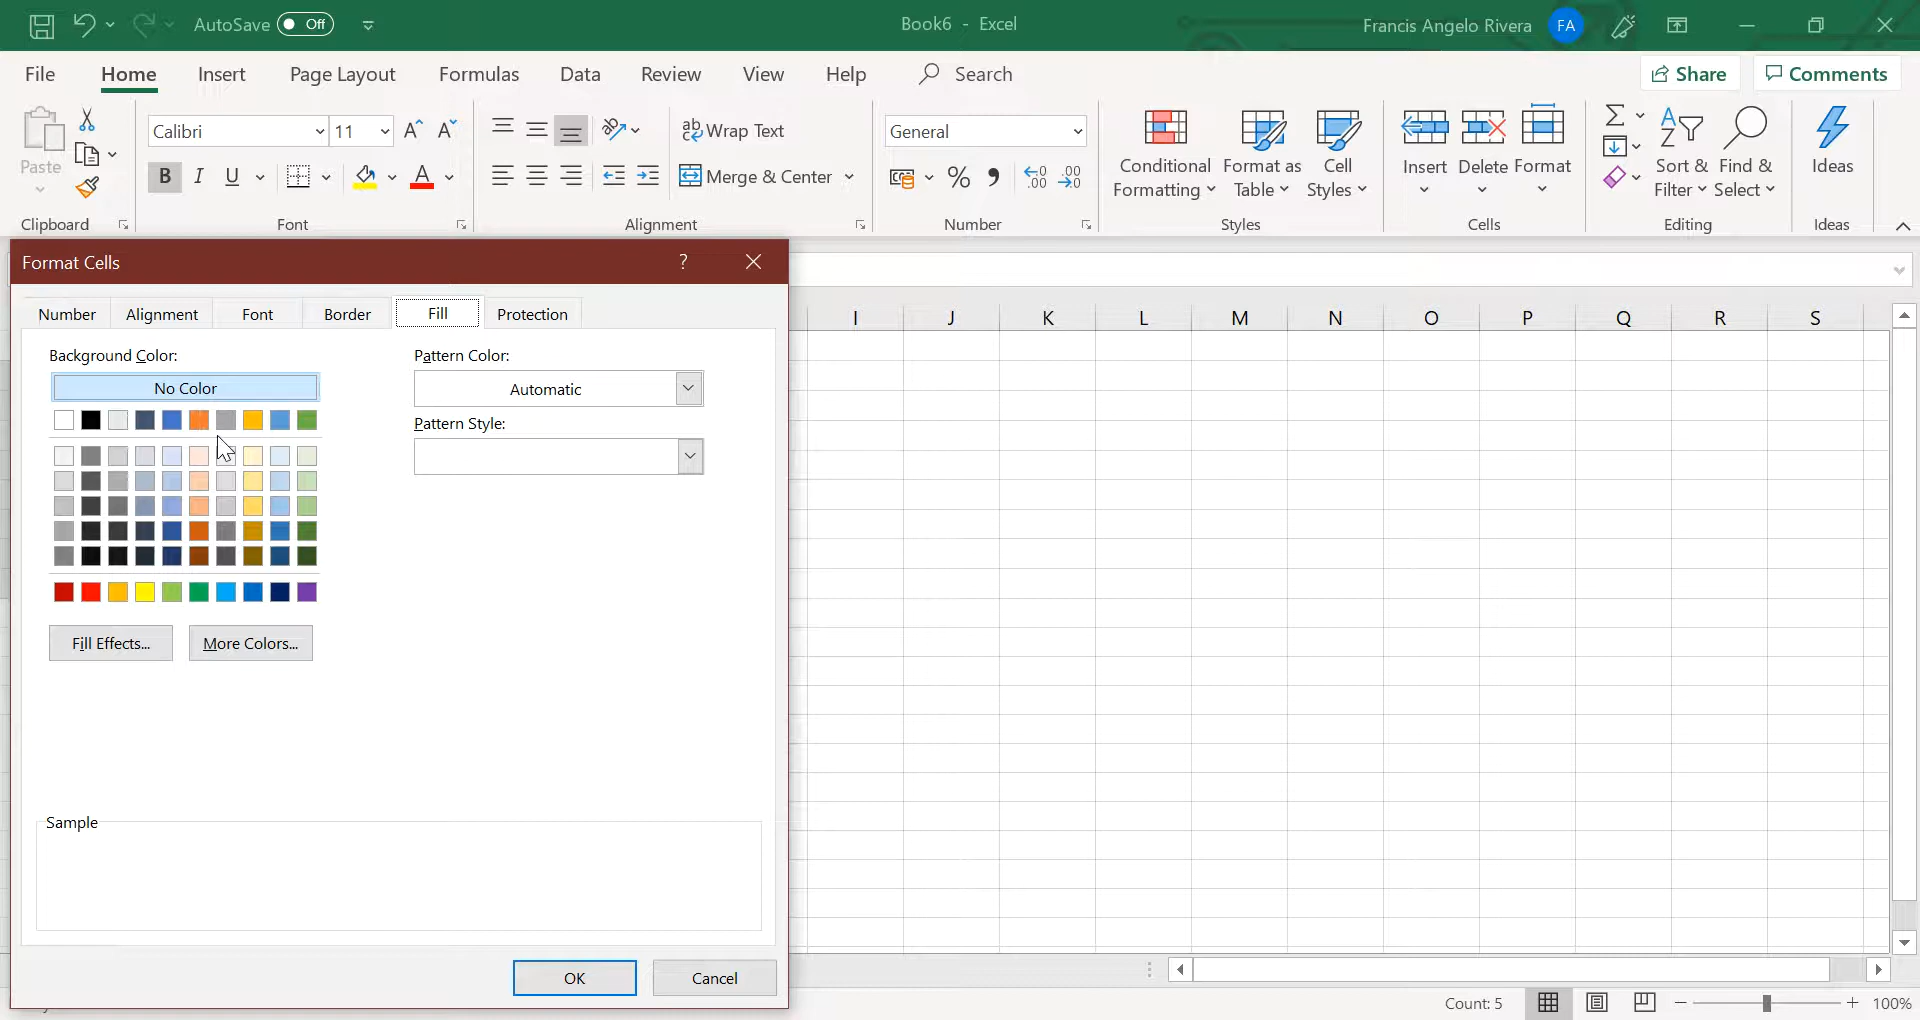 AutoSave Off Book6 - Excel Francis Angelo Rivera FA
File Home Insert Page Layout Formulas Data Review View Help Search Share Comments
Paste
Calibri 11
B I U A
ab Wrap Text
Merge & Center
General
% 9 .00 .00
Conditional Formatting
Format as Table
Cell Styles
Insert Delete Format
Sort & Filter
Find & Select
Ideas
Clipboard Font Alignment Number Styles Cells Editing Ideas
Format Cells ?
Number Alignment Font Border Fill Protection
Background Color: Pattern Color:
No Color Automatic
Pattern Style:
Fill Effects... More Colors...
Sample
OK Cancel
I J K L M N O P Q R S
Count: 5 100%